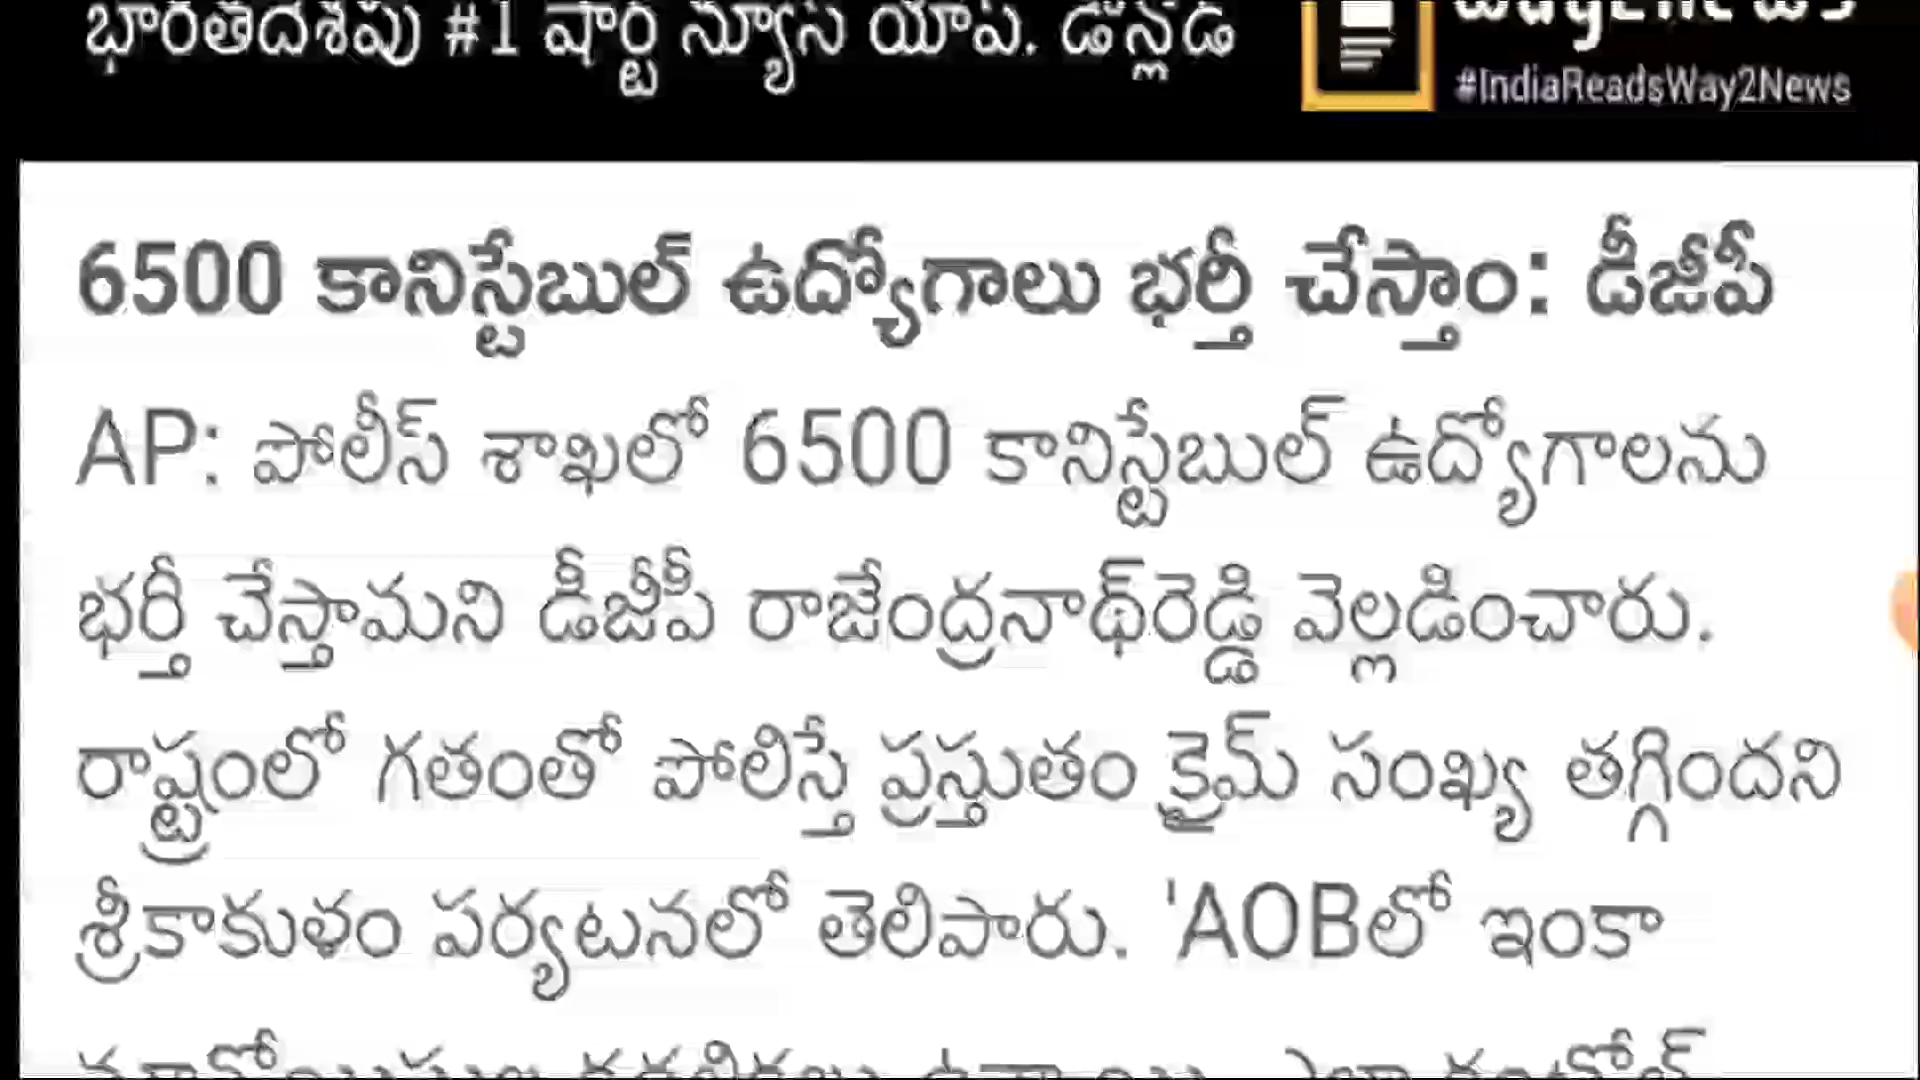 భారతదేశపు #1 షార్ట్ న్యూస్ యాప్. డౌన్లోడ్
way2news
#IndiaReadsWay2News
6500 కానిస్టేబుల్ ఉద్యోగాలు భర్తీ చేస్తాం: డీజీపీ
AP: పోలీస్ శాఖలో 6500 కానిస్టేబుల్ ఉద్యోగాలను
భర్తీ చేస్తామని డీజీపీ రాజేంద్రనాథ్‌రెడ్డి వెల్లడించారు.
రాష్ట్రంలో గతంతో పోలిస్తే ప్రస్తుతం క్రైమ్ సంఖ్య తగ్గిందని
శ్రీకాకుళం పర్యటనలో తెలిపారు. 'AOBలో ఇంకా